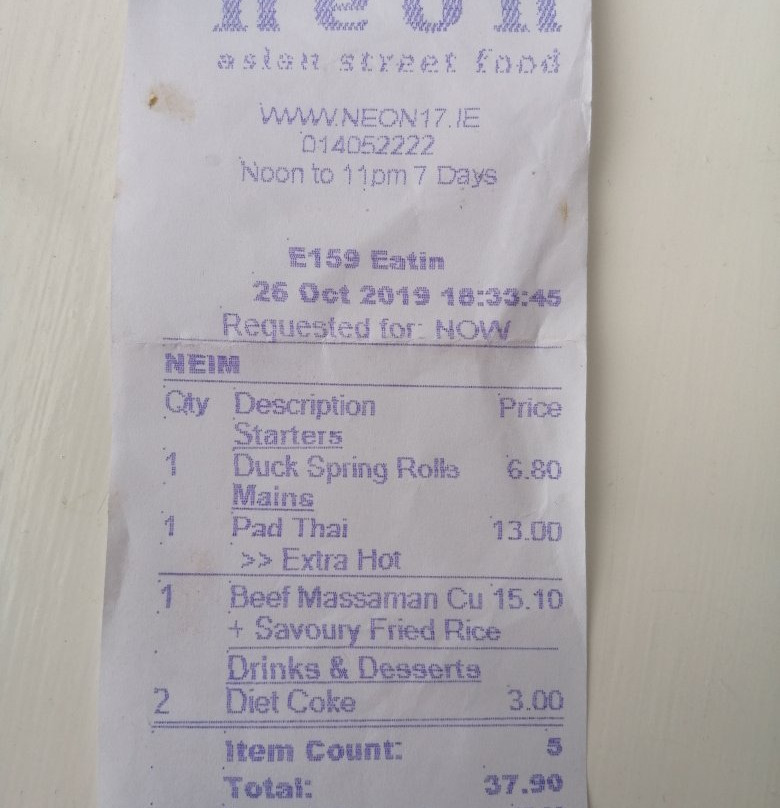 neon
asian street food
WWW.NEON17.IE
014052222
Noon to 11pm 7 Days
E159 Eatin
26 Oct 2019 18:33:45
Requested for: NOW
NEIM
Qty Description Price
Starters
1 Duck Spring Rolls 6.80
Mains
1 Pad Thai 13.00
>> Extra Hot
1 Beef Massaman Cu 15.10
+ Savoury Fried Rice
Drinks & Desserts
2 Diet Coke 3.00
Item Count: 5
Total: 37.90